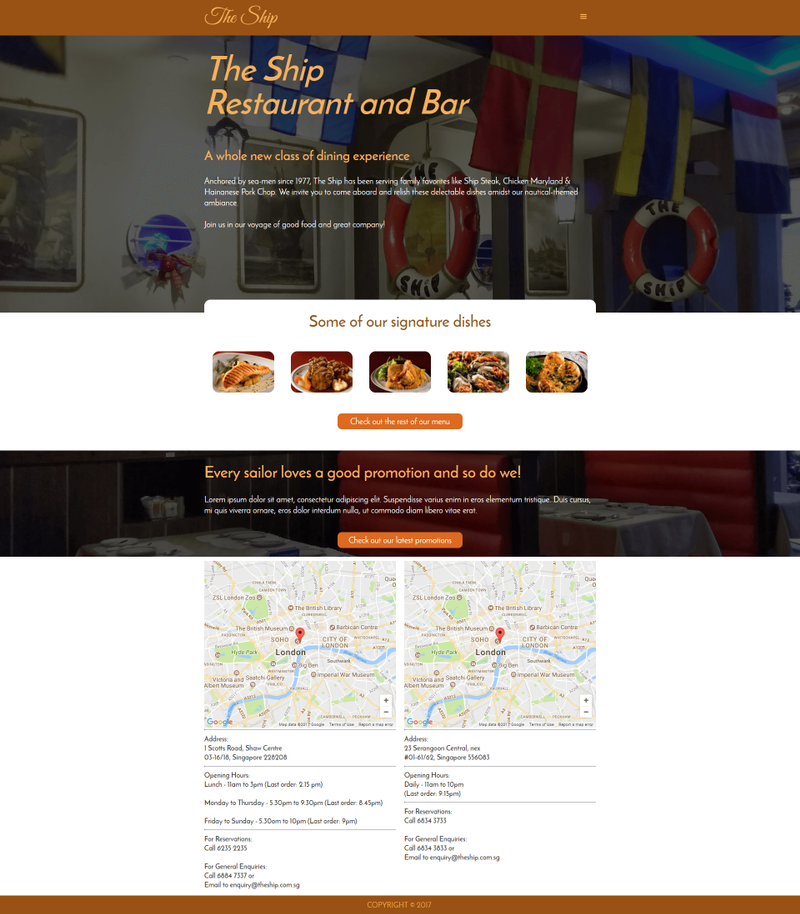 The Ship
The Ship
Restaurant and Bar
A whole new class of dining experience
Anchored by sea-men since 1977, The Ship has been serving family favorites like Ship Steak, Chicken Maryland &
Hainanese Pork Chop. We invite you to come aboard and relish these delectable dishes amidst our nautical-themed
ambiance.
Join us in our voyage of good food and great company!
THE
SHIP
THE
SHIP
Some of our signature dishes
Check out the rest of our menu
Every sailor loves a good promotion and so do we!
Lorem ipsum dolor sit amet, consectetur adipiscing elit. Suspendisse varius enim in eros elementum tristique. Duis cursus,
mi quis viverra ornare, eros dolor interdum nulla, ut commodo diam libero vitae erat.
Check out our latest promotions
ZSL London Zoo
The British Library
The British Museum
Barbican Centre
SOHO
CITY OF
LONDON
Hyde Park
London
Southwark
Big Ben
Victoria and
Albert Museum
Saatchi Gallery
Imperial War Museum
Google
Map data ©2017 Google
Terms of Use
Report a map error
ZSL London Zoo
The British Library
The British Museum
Barbican Centre
SOHO
CITY OF
LONDON
Hyde Park
London
Southwark
Big Ben
Victoria and
Albert Museum
Saatchi Gallery
Imperial War Museum
Google
Map data ©2017 Google
Terms of Use
Report a map error
Address:
1 Scotts Road, Shaw Centre
03-16/18, Singapore 228208
Opening Hours:
Lunch - 11am to 3pm (Last order: 2.15 pm)
Monday to Thursday - 5.30pm to 9.30pm (Last order: 8.45pm)
Friday to Sunday - 5.30om to 10pm (Last order: 9pm)
For Reservations:
Call 6235 2235
For General Enquiries:
Call 6884 7337 or
Email to enquiry@theship.com.sg
Address:
23 Serangoon Central, nex
#01-61/62, Singapore 556083
Opening Hours:
Daily - 11am to 10pm
(Last order: 9.15pm)
For Reservations:
Call 6834 3733
For General Enquiries:
Call 6834 3833 or
Email to enquiry@theship.com.sg
COPYRIGHT © 2017